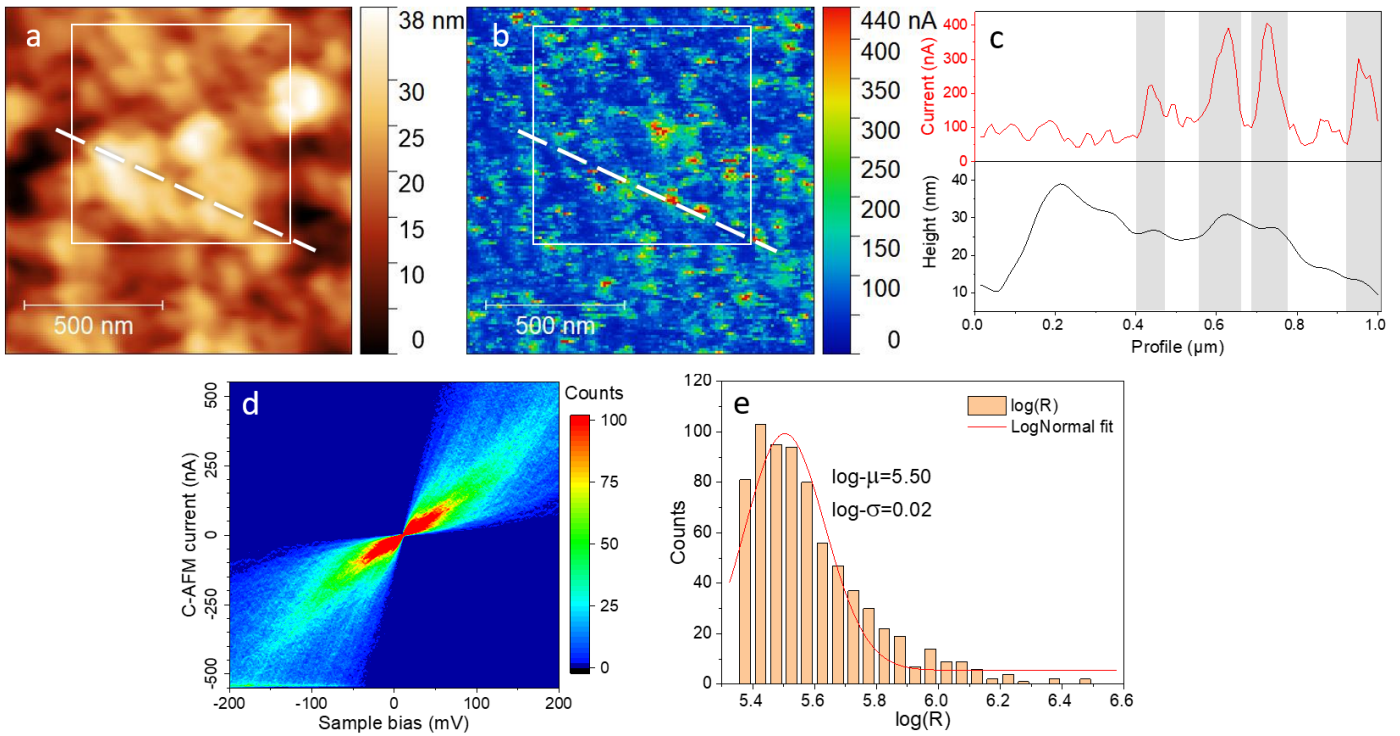 a
38 nm
30
25
20
15
10
0
500 nm
b
440 nA
400
350
300
250
200
150
100
0
500 nm
c
Current (nA)
400
300
200
100
0
Height (nm)
40
30
20
10
0.0
0.2
0.4
0.6
0.8
1.0
Profile (µm)
d
C-AFM current (nA)
500
250
0
-250
-500
-200
-100
0
100
200
Sample bias (mV)
Counts
100
75
50
25
0
e
Counts
120
100
80
60
40
20
0
5.4
5.6
5.8
6.0
6.2
6.4
6.6
log(R)
log(R)
LogNormal fit
log-µ=5.50
log-σ=0.02